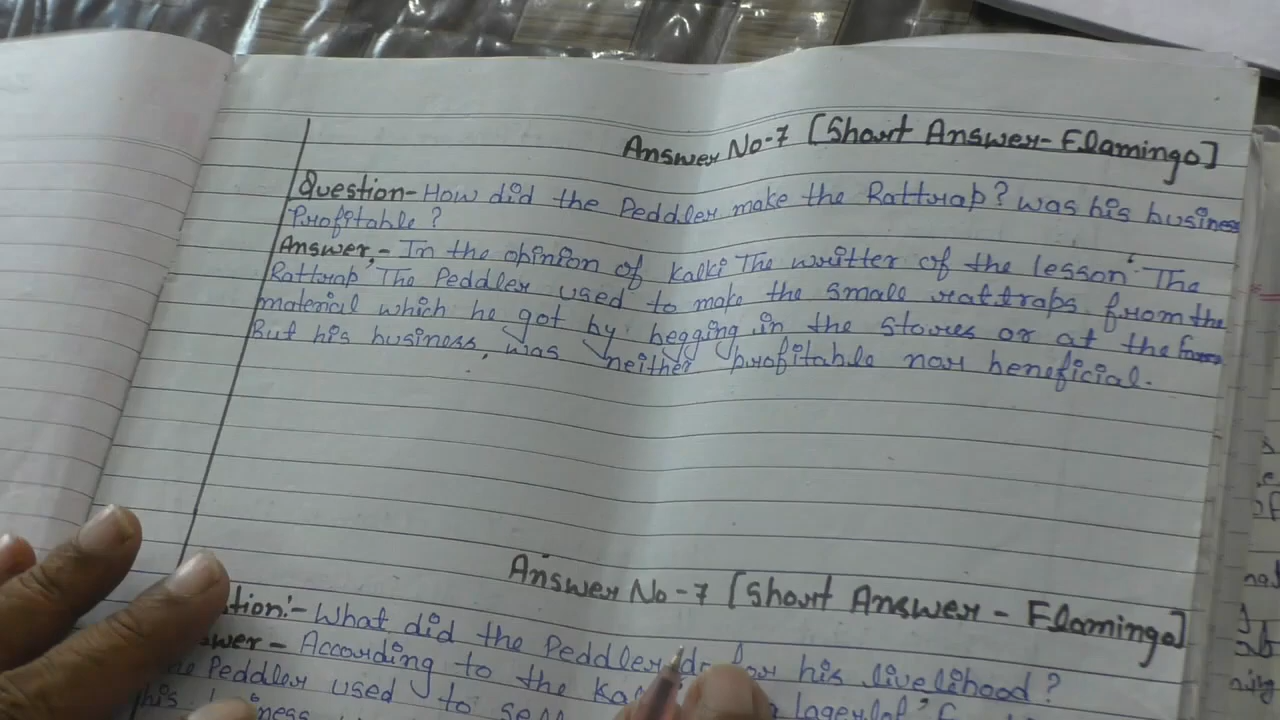 Answer No-7 [Short Answer- Flamingo]
Question- How did the Peddler make the Rattrap? was his business
Profitable?
Answer,- In the opinion of Kalki The writter of the lesson 'The
Rattrap' The Peddler used to make the small rattraps from the
material which he got by begging in the stores or at the
But his business, was neither profitable nor beneficial.
Answer No-7 [Short Answer - Flamingo]
What did the Peddler for his livelihood?
According to the
Peddler used to
his